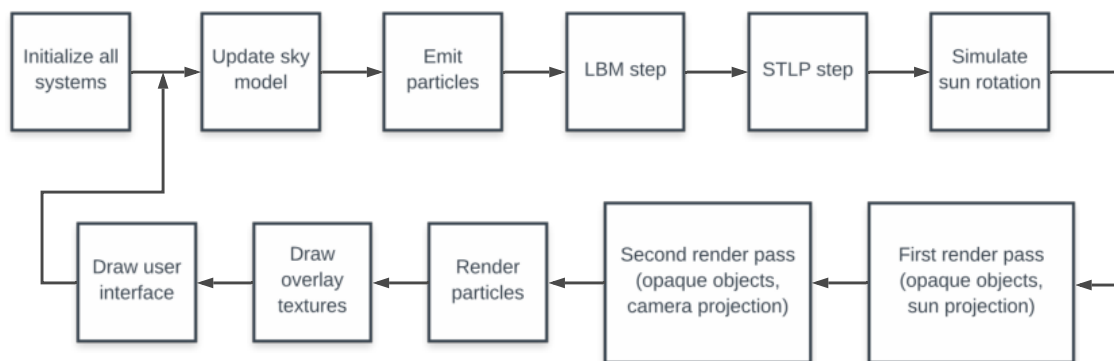 Initialize all
systems
Update sky
model
Emit
particles
LBM step
STLP step
Simulate
sun rotation
First render pass
(opaque objects,
sun projection)
Second render pass
(opaque objects,
camera projection)
Render
particles
Draw
overlay
textures
Draw user
interface